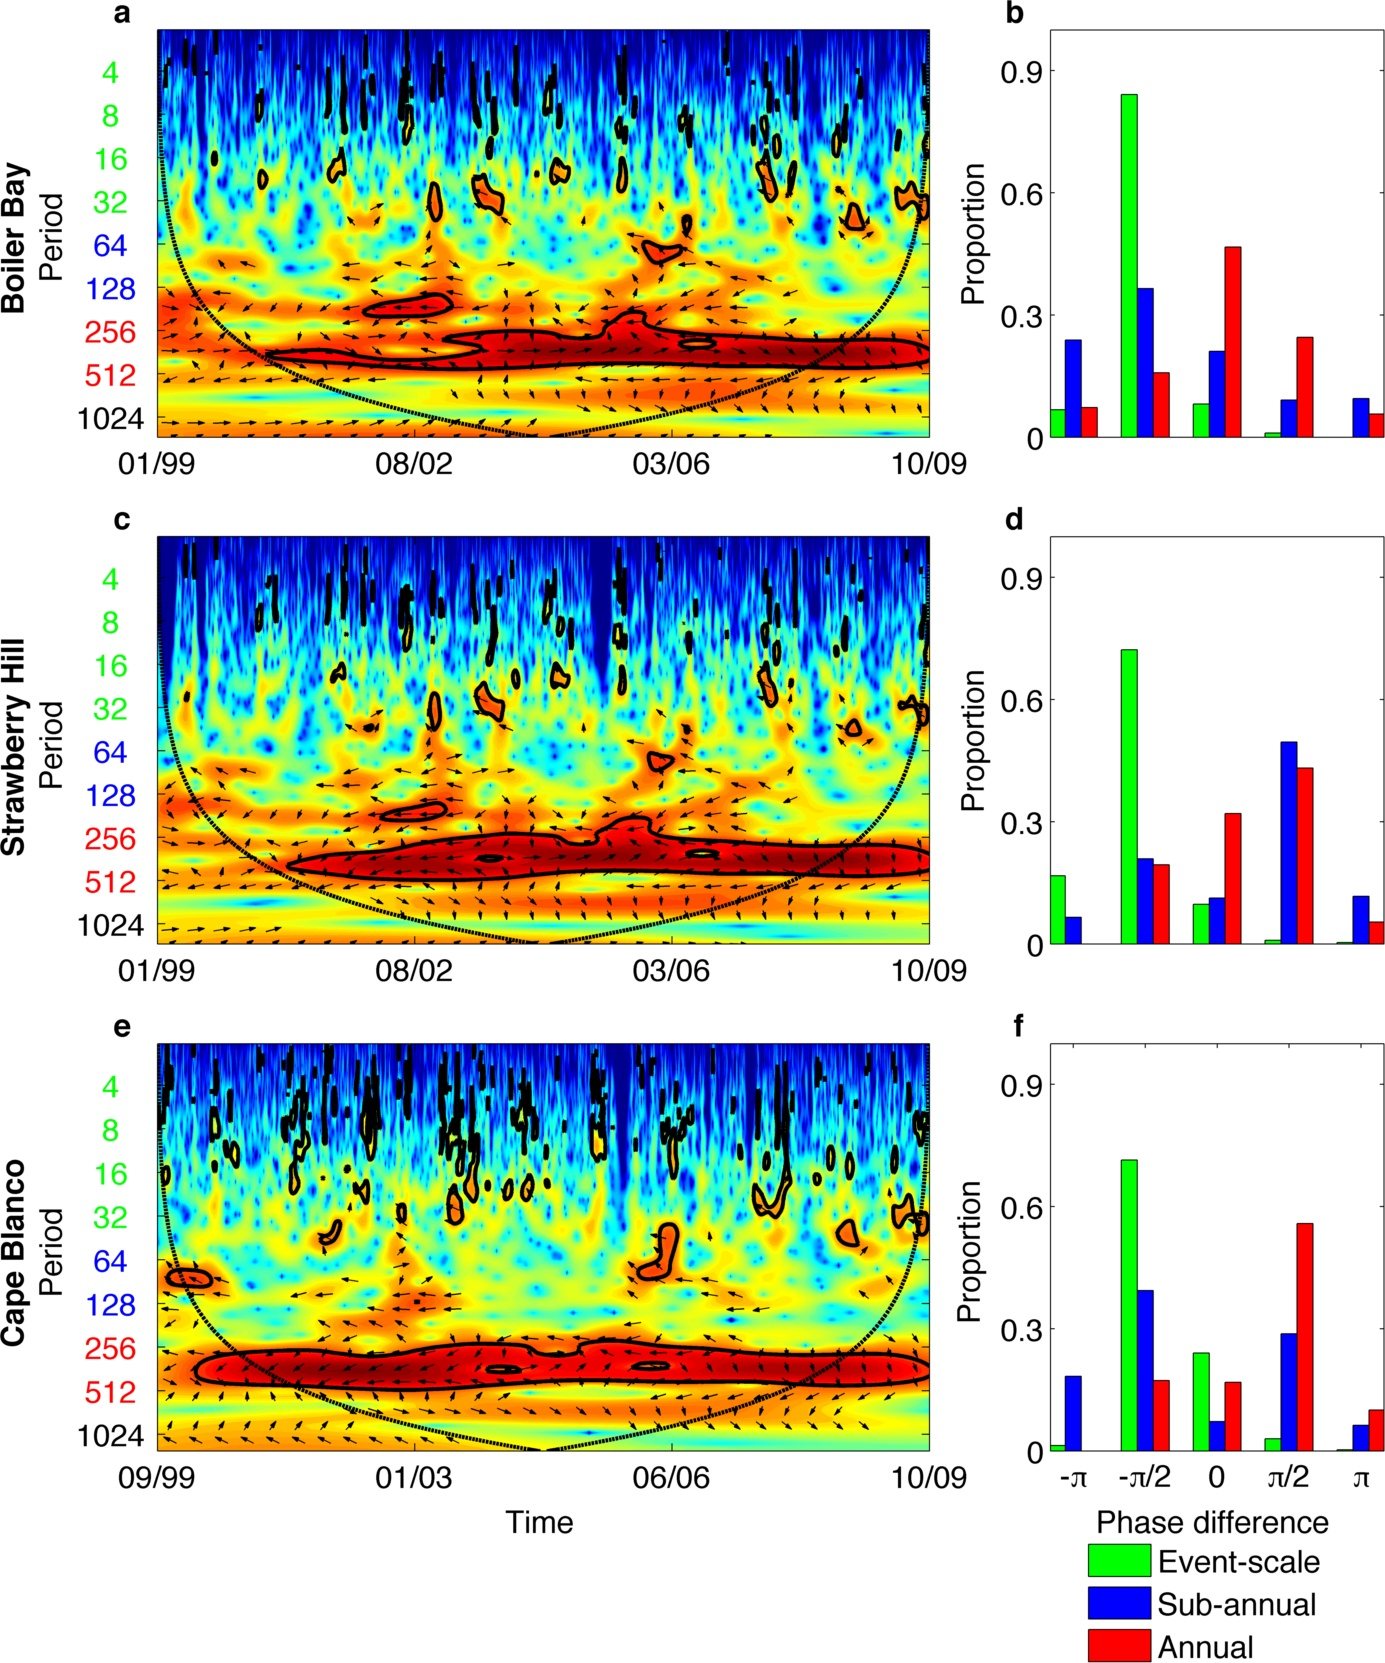 a
b
Boiler Bay
Period
4
8
16
32
64
128
256
512
1024
01/99
08/02
03/06
10/09
Proportion
0.9
0.6
0.3
0
c
d
Strawberry Hill
Period
4
8
16
32
64
128
256
512
1024
01/99
08/02
03/06
10/09
Proportion
0.9
0.6
0.3
0
e
f
Cape Blanco
Period
4
8
16
32
64
128
256
512
1024
09/99
01/03
06/06
10/09
Time
Proportion
0.9
0.6
0.3
0
-π
-π/2
0
π/2
π
Phase difference
Event-scale
Sub-annual
Annual